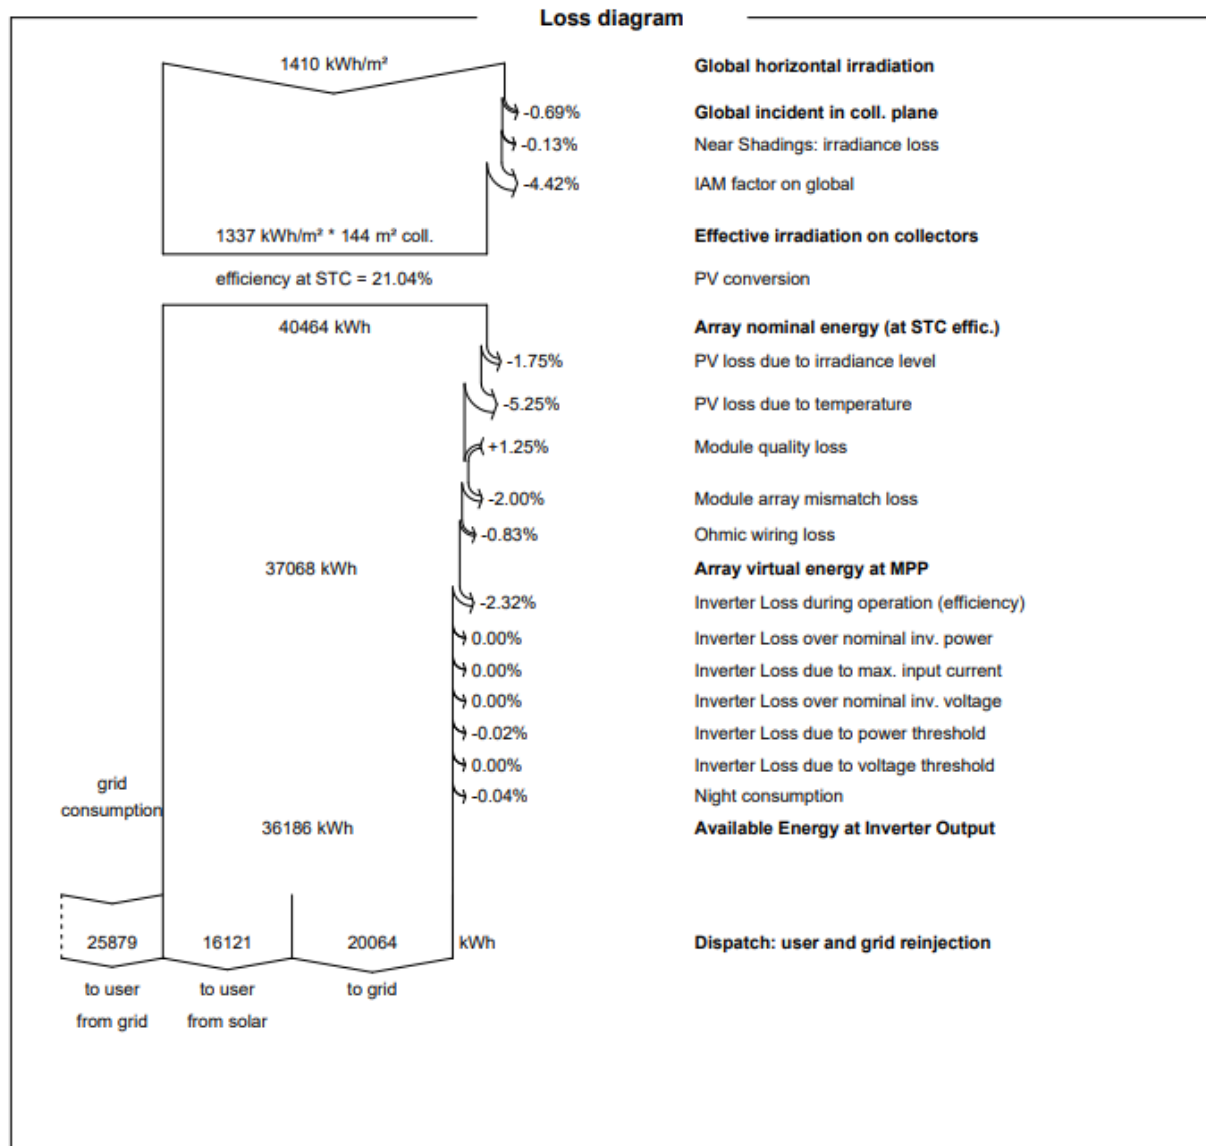 Loss diagram
1410 kWh/m² Global horizontal irradiation
-0.69% Global incident in coll. plane
-0.13% Near Shadings: irradiance loss
-4.42% IAM factor on global
1337 kWh/m² * 144 m² coll. Effective irradiation on collectors
efficiency at STC = 21.04% PV conversion
40464 kWh Array nominal energy (at STC effic.)
-1.75% PV loss due to irradiance level
-5.25% PV loss due to temperature
+1.25% Module quality loss
-2.00% Module array mismatch loss
-0.83% Ohmic wiring loss
37068 kWh Array virtual energy at MPP
-2.32% Inverter Loss during operation (efficiency)
0.00% Inverter Loss over nominal inv. power
0.00% Inverter Loss due to max. input current
0.00% Inverter Loss over nominal inv. voltage
-0.02% Inverter Loss due to power threshold
0.00% Inverter Loss due to voltage threshold
grid
-0.04% Night consumption
consumption
36186 kWh Available Energy at Inverter Output
25879 16121 20064 kWh Dispatch: user and grid reinjection
to user to user to grid
from grid from solar